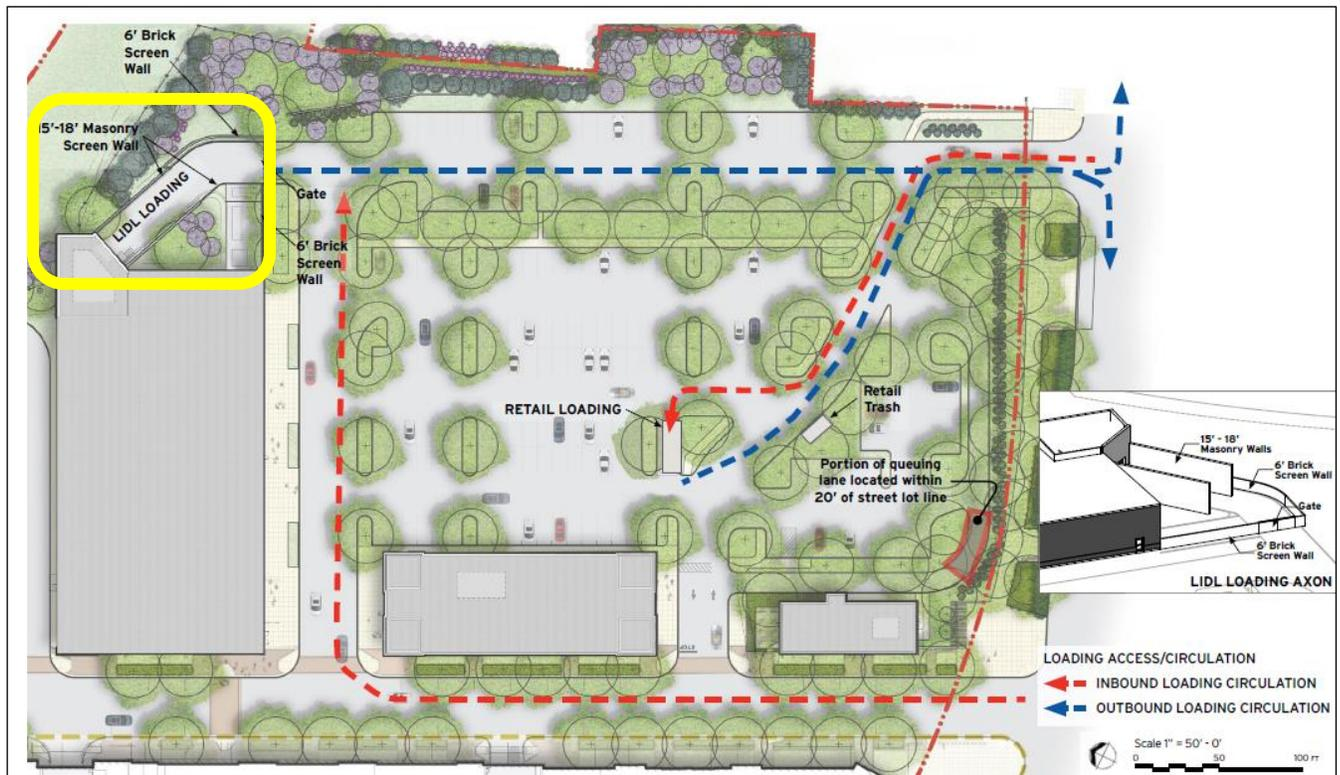 6' Brick
Screen
Wall
15'-18' Masonry
Screen Wall
LIDL LOADING
Gate
6' Brick
Screen
Wall
RETAIL LOADING
Retail
Trash
Portion of queuing
lane located within
20' of street lot line
STOP
15' - 18'
Masonry Walls
6' Brick
Screen Wall
Gate
6' Brick
Screen Wall
LIDL LOADING AXON
LOADING ACCESS/CIRCULATION
INBOUND LOADING CIRCULATION
OUTBOUND LOADING CIRCULATION
Scale 1" = 50' - 0'
0 50 100 FT